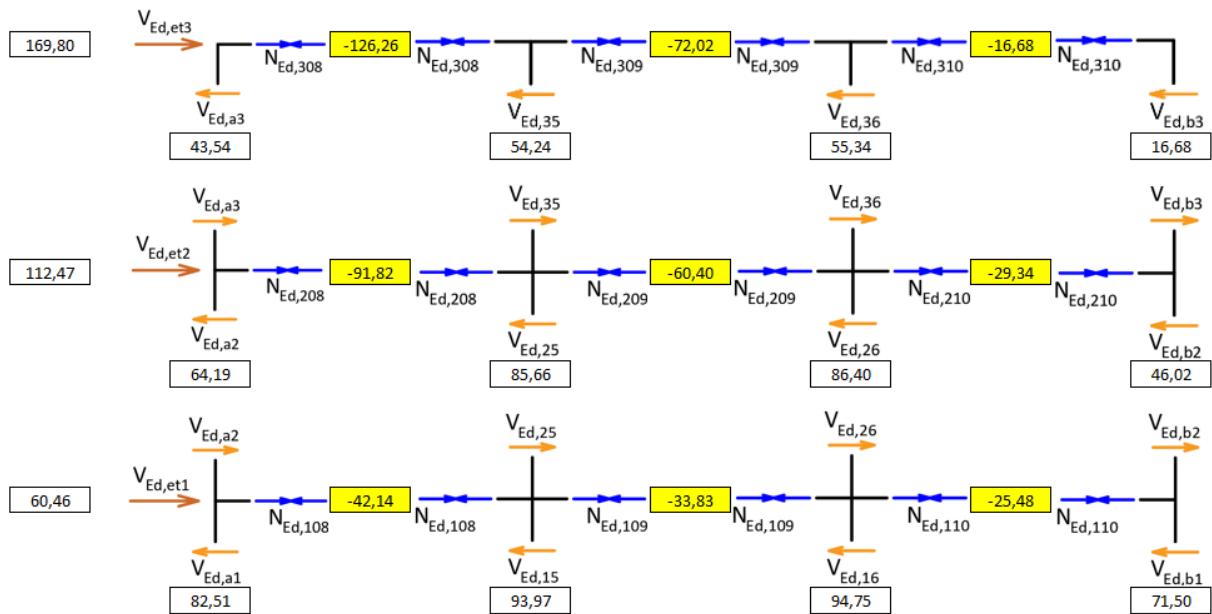 V_Ed,et3
169,80 -126,26 -72,02 -16,68
N_Ed,308 N_Ed,308 N_Ed,309 N_Ed,309 N_Ed,310 N_Ed,310
V_Ed,a3 V_Ed,35 V_Ed,36 V_Ed,b3
43,54 54,24 55,34 16,68
V_Ed,a3 V_Ed,35 V_Ed,36 V_Ed,b3
V_Ed,et2
112,47 -91,82 -60,40 -29,34
N_Ed,208 N_Ed,208 N_Ed,209 N_Ed,209 N_Ed,210 N_Ed,210
V_Ed,a2 V_Ed,25 V_Ed,26 V_Ed,b2
64,19 85,66 86,40 46,02
V_Ed,a2 V_Ed,25 V_Ed,26 V_Ed,b2
V_Ed,et1
60,46 -42,14 -33,83 -25,48
N_Ed,108 N_Ed,108 N_Ed,109 N_Ed,109 N_Ed,110 N_Ed,110
V_Ed,a1 V_Ed,15 V_Ed,16 V_Ed,b1
82,51 93,97 94,75 71,50